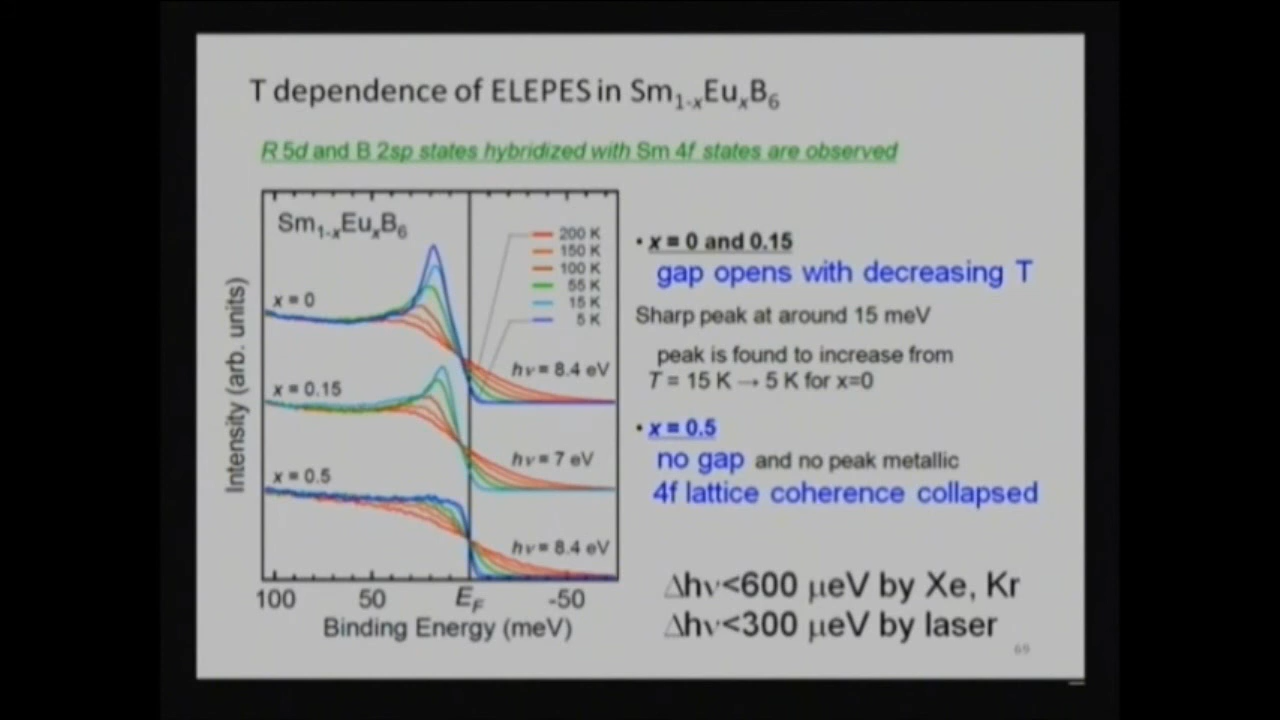 T dependence of ELEPES in Sm1-xEuxB6
R 5d and B 2sp states hybridized with Sm 4f states are observed
Sm1-xEuxB6
200 K
150 K
100 K
55 K
15 K
5 K
x = 0
hν = 8.4 eV
x = 0.15
hν = 7 eV
x = 0.5
hν = 8.4 eV
Intensity (arb. units)
100 50 EF -50
Binding Energy (meV)
• x = 0 and 0.15
gap opens with decreasing T
Sharp peak at around 15 meV
peak is found to increase from
T = 15 K → 5 K for x=0
• x = 0.5
no gap and no peak metallic
4f lattice coherence collapsed
Δhν<600 μeV by Xe, Kr
Δhν<300 μeV by laser
69